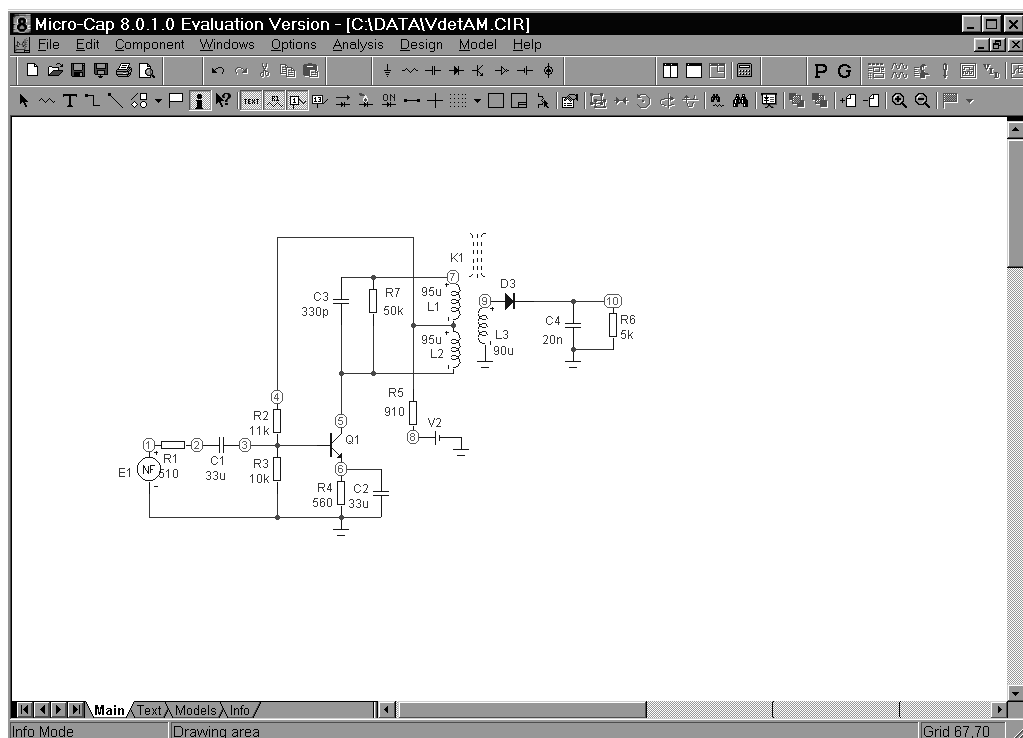 8 Micro-Cap 8.0.1.0 Evaluation Version - [C:\DATA\VdetAM.CIR]
File Edit Component Windows Options Analysis Design Model Help
P G
T TEXT
K1
7
95u
L1
C3
330p
R7
50k
95u
L2
9
D3
L3
90u
C4
20n
10
R6
5k
4
R2
11k
R5
910
8
V2
5
Q1
1
R1
510
2
C1
33u
3
E1
NF
R3
10k
6
R4
560
C2
33u
Main Text Models Info
Info Mode Drawing area Grid 67,70